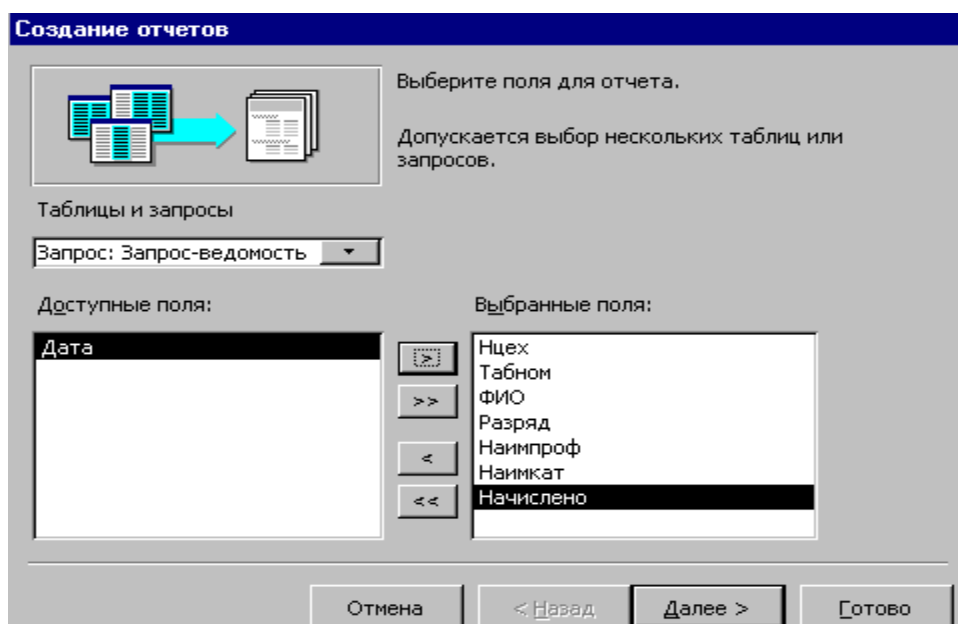 Создание отчетов
Выберите поля для отчета.
Допускается выбор нескольких таблиц или
запросов.
Таблицы и запросы
Запрос: Запрос-ведомость
Доступные поля:
Выбранные поля:
Дата
>
>>
<
<<
Нцех
Табном
ФИО
Разряд
Наимпроф
Наимкат
Начислено
Отмена
< Назад
Далее >
Готово